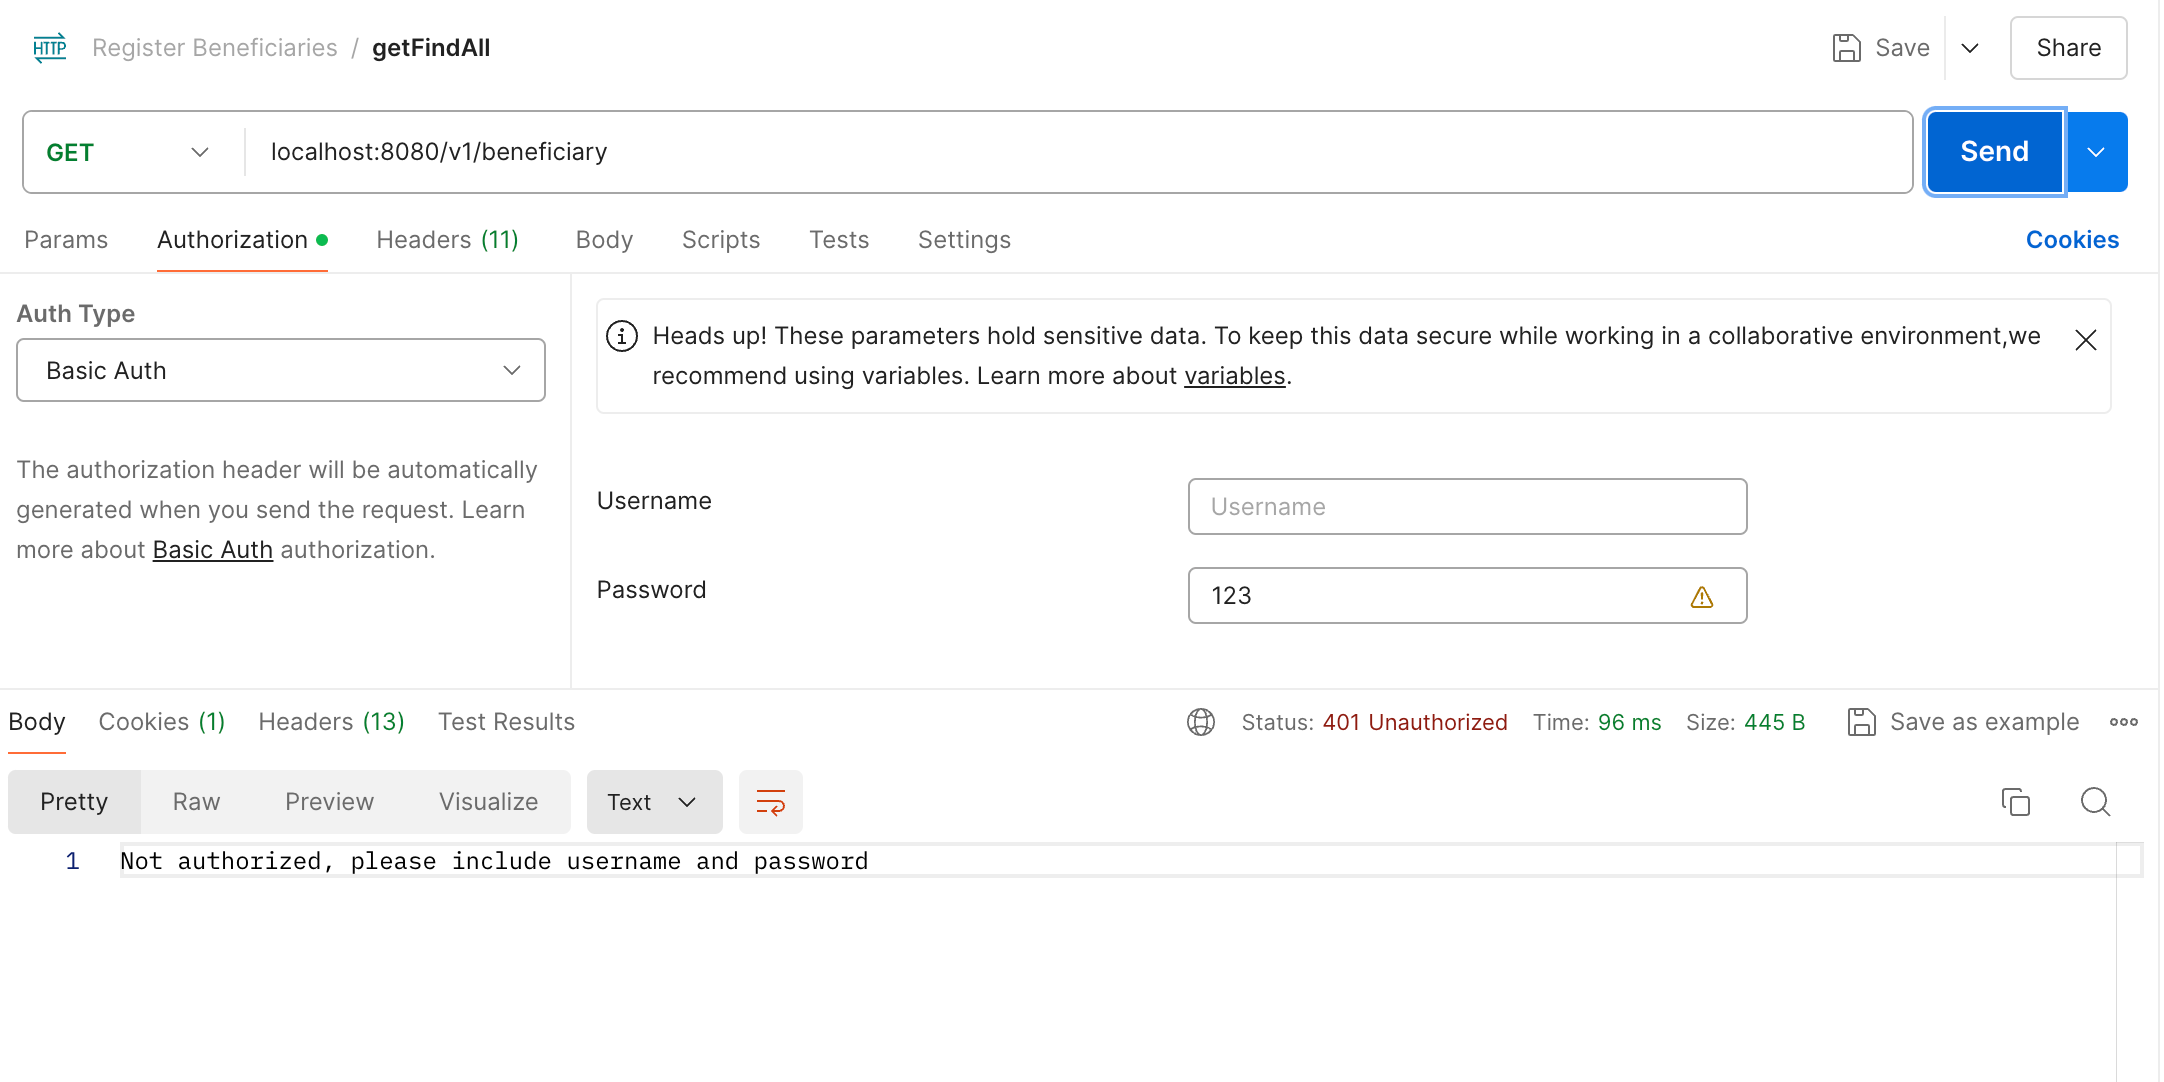 HTTP Register Beneficiaries / getFindAll Save Share
GET localhost:8080/v1/beneficiary Send
Params Authorization Headers (11) Body Scripts Tests Settings Cookies
Auth Type
Basic Auth
The authorization header will be automatically
generated when you send the request. Learn
more about Basic Auth authorization.
Heads up! These parameters hold sensitive data. To keep this data secure while working in a collaborative environment,we
recommend using variables. Learn more about variables.
Username Username
Password 123
Body Cookies (1) Headers (13) Test Results Status: 401 Unauthorized Time: 96 ms Size: 445 B Save as example
Pretty Raw Preview Visualize Text
1 Not authorized, please include username and password